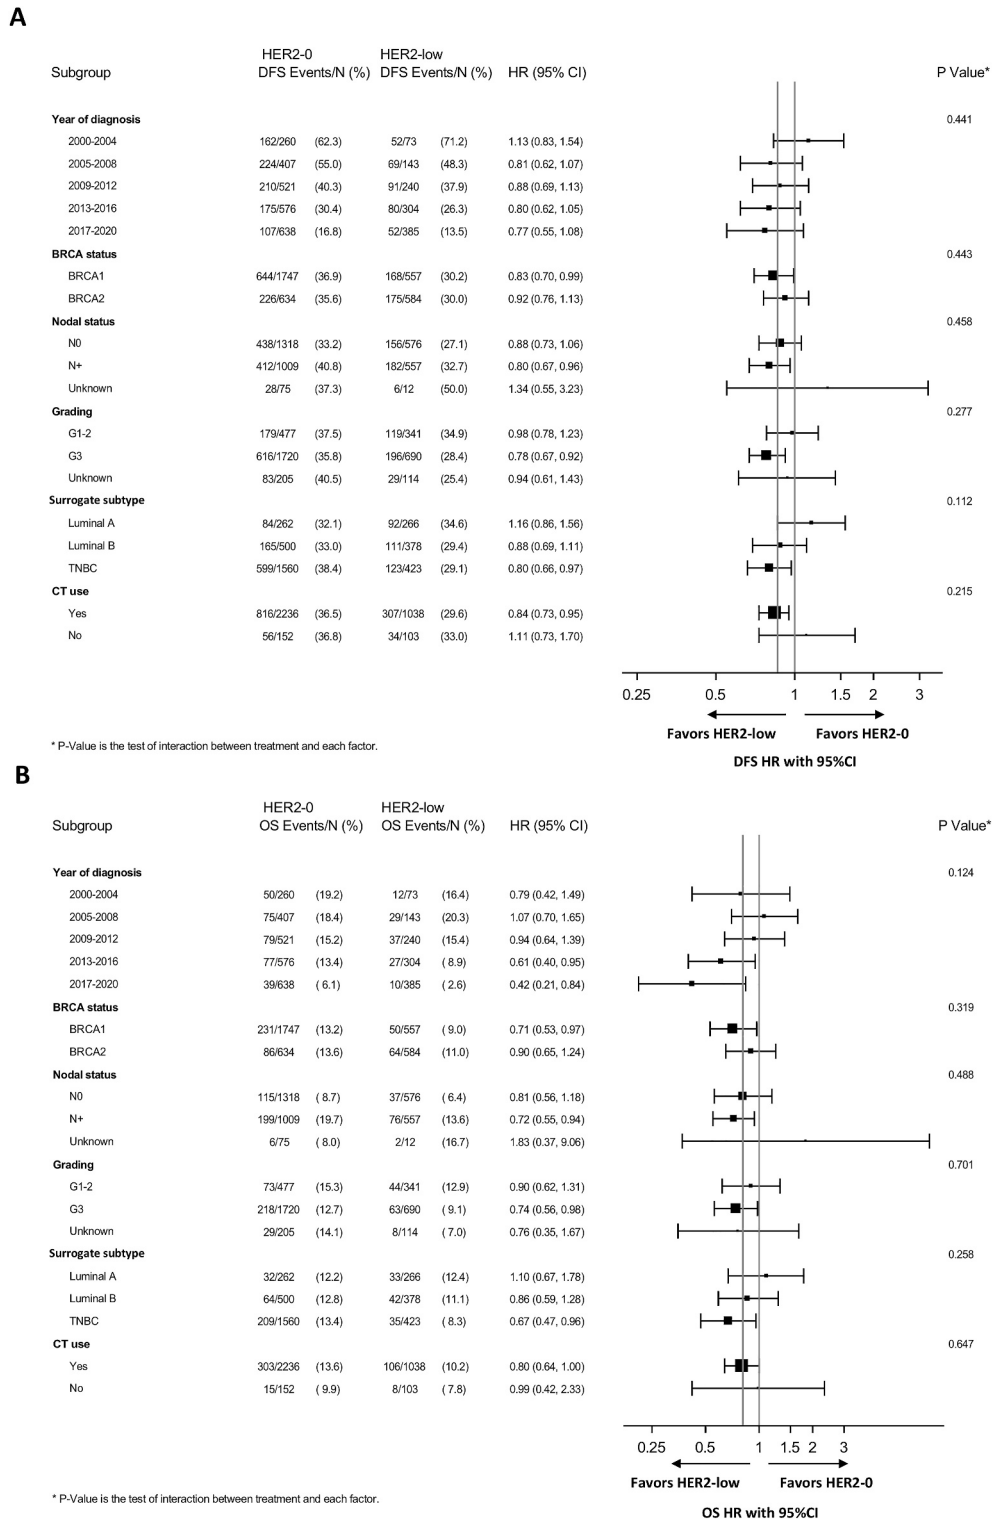 A
HER2-0 HER2-low
Subgroup DFS Events/N (%) DFS Events/N (%) HR (95% CI) P Value*
Year of diagnosis 0.441
2000-2004 162/260 (62.3) 52/73 (71.2) 1.13 (0.83, 1.54)
2005-2008 224/407 (55.0) 69/143 (48.3) 0.81 (0.62, 1.07)
2009-2012 210/521 (40.3) 91/240 (37.9) 0.88 (0.69, 1.13)
2013-2016 175/576 (30.4) 80/304 (26.3) 0.80 (0.62, 1.05)
2017-2020 107/638 (16.8) 52/385 (13.5) 0.77 (0.55, 1.08)
BRCA status 0.443
BRCA1 644/1747 (36.9) 168/557 (30.2) 0.83 (0.70, 0.99)
BRCA2 226/634 (35.6) 175/584 (30.0) 0.92 (0.76, 1.13)
Nodal status 0.458
N0 438/1318 (33.2) 156/576 (27.1) 0.88 (0.73, 1.06)
N+ 412/1009 (40.8) 182/557 (32.7) 0.80 (0.67, 0.96)
Unknown 28/75 (37.3) 6/12 (50.0) 1.34 (0.55, 3.23)
Grading 0.277
G1-2 179/477 (37.5) 119/341 (34.9) 0.98 (0.78, 1.23)
G3 616/1720 (35.8) 196/690 (28.4) 0.78 (0.67, 0.92)
Unknown 83/205 (40.5) 29/114 (25.4) 0.94 (0.61, 1.43)
Surrogate subtype 0.112
Luminal A 84/262 (32.1) 92/266 (34.6) 1.16 (0.86, 1.56)
Luminal B 165/500 (33.0) 111/378 (29.4) 0.88 (0.69, 1.11)
TNBC 599/1560 (38.4) 123/423 (29.1) 0.80 (0.66, 0.97)
CT use 0.215
Yes 816/2236 (36.5) 307/1038 (29.6) 0.84 (0.73, 0.95)
No 56/152 (36.8) 34/103 (33.0) 1.11 (0.73, 1.70)
0.25 0.5 1 1.5 2 3
Favors HER2-low Favors HER2-0
* P-Value is the test of interaction between treatment and each factor.
DFS HR with 95%CI
B
HER2-0 HER2-low
Subgroup OS Events/N (%) OS Events/N (%) HR (95% CI) P Value*
Year of diagnosis 0.124
2000-2004 50/260 (19.2) 12/73 (16.4) 0.79 (0.42, 1.49)
2005-2008 75/407 (18.4) 29/143 (20.3) 1.07 (0.70, 1.65)
2009-2012 79/521 (15.2) 37/240 (15.4) 0.94 (0.64, 1.39)
2013-2016 77/576 (13.4) 27/304 ( 8.9) 0.61 (0.40, 0.95)
2017-2020 39/638 ( 6.1) 10/385 ( 2.6) 0.42 (0.21, 0.84)
BRCA status 0.319
BRCA1 231/1747 (13.2) 50/557 ( 9.0) 0.71 (0.53, 0.97)
BRCA2 86/634 (13.6) 64/584 (11.0) 0.90 (0.65, 1.24)
Nodal status 0.488
N0 115/1318 ( 8.7) 37/576 ( 6.4) 0.81 (0.56, 1.18)
N+ 199/1009 (19.7) 76/557 (13.6) 0.72 (0.55, 0.94)
Unknown 6/75 ( 8.0) 2/12 (16.7) 1.83 (0.37, 9.06)
Grading 0.701
G1-2 73/477 (15.3) 44/341 (12.9) 0.90 (0.62, 1.31)
G3 218/1720 (12.7) 63/690 ( 9.1) 0.74 (0.56, 0.98)
Unknown 29/205 (14.1) 8/114 ( 7.0) 0.76 (0.35, 1.67)
Surrogate subtype 0.258
Luminal A 32/262 (12.2) 33/266 (12.4) 1.10 (0.67, 1.78)
Luminal B 64/500 (12.8) 42/378 (11.1) 0.86 (0.59, 1.28)
TNBC 209/1560 (13.4) 35/423 ( 8.3) 0.67 (0.47, 0.96)
CT use 0.647
Yes 303/2236 (13.6) 106/1038 (10.2) 0.80 (0.64, 1.00)
No 15/152 ( 9.9) 8/103 ( 7.8) 0.99 (0.42, 2.33)
0.25 0.5 1 1.5 2 3
Favors HER2-low Favors HER2-0
* P-Value is the test of interaction between treatment and each factor.
OS HR with 95%CI